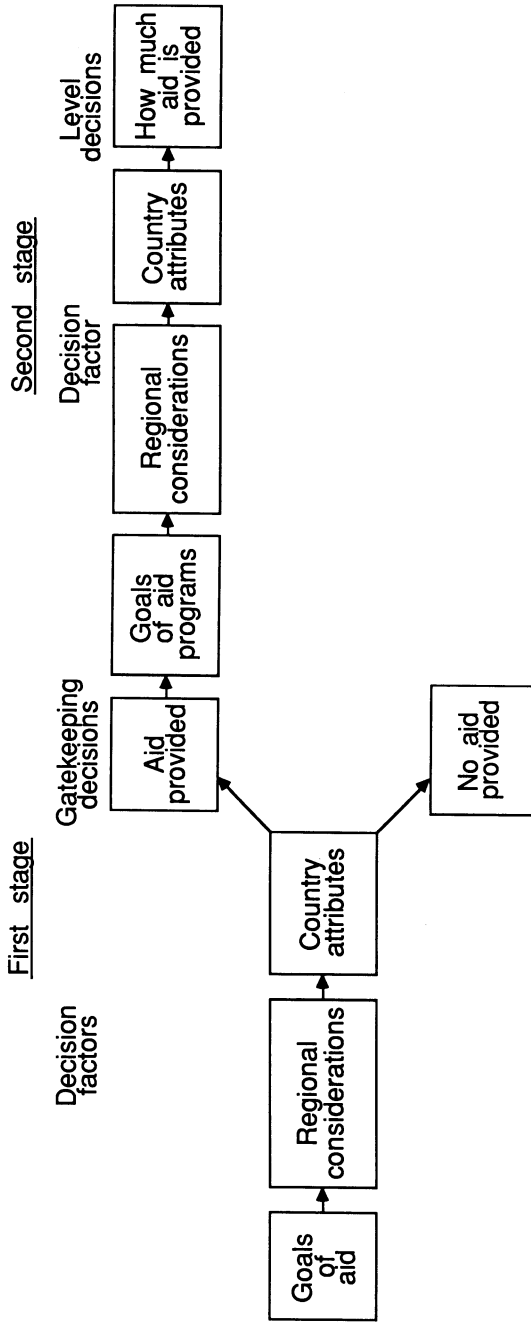 First stage
Second stage
Decision
factors
Gatekeeping
decisions
Decision
factor
Level
decisions
Goals
of
aid
Regional
considerations
Country
attributes
Aid
provided
No aid
provided
Goals
of aid
programs
Regional
considerations
Country
attributes
How much
aid is
provided